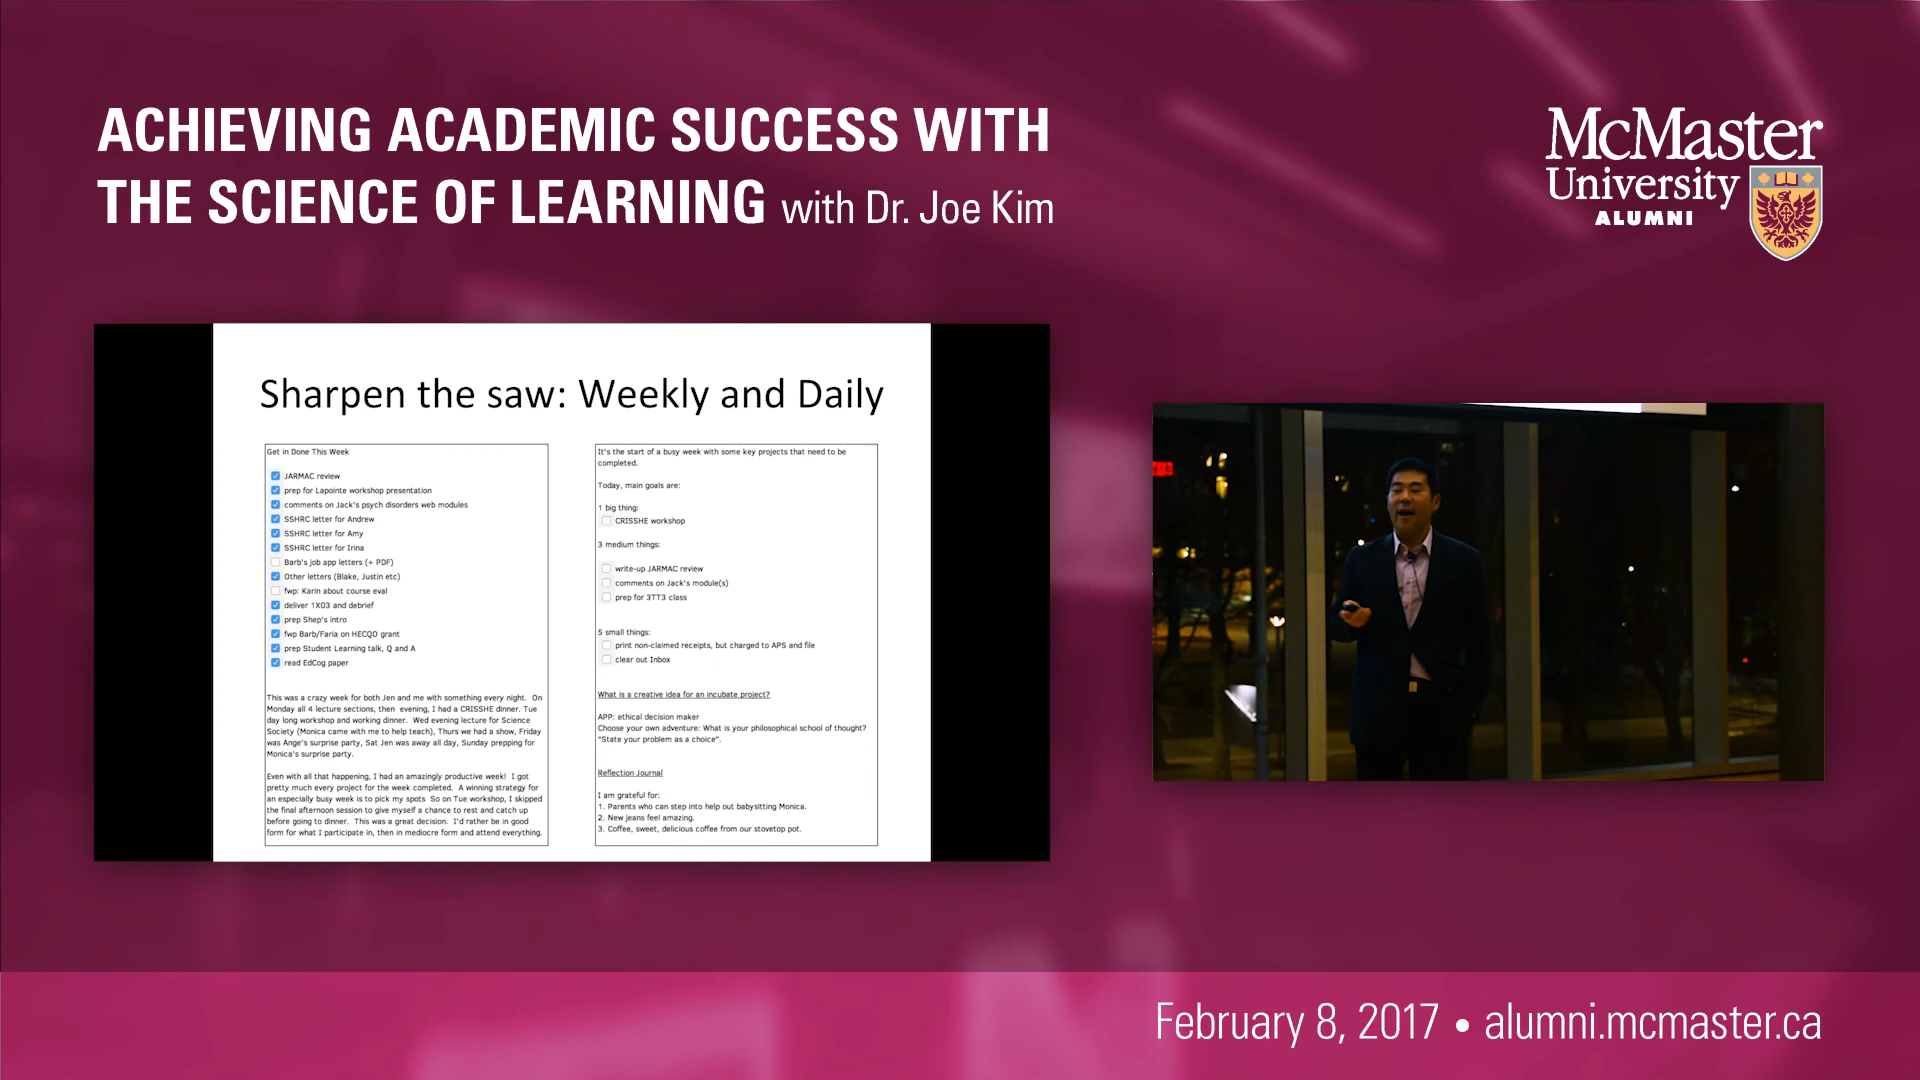 ACHIEVING ACADEMIC SUCCESS WITH
THE SCIENCE OF LEARNING with Dr. Joe Kim
McMaster
University
ALUMNI
Sharpen the saw: Weekly and Daily
Get in Done This Week
JARMAC review
prep for Lapointe workshop presentation
comments on Jack's psych disorders web modules
SSHRC letter for Andrew
SSHRC letter for Amy
SSHRC letter for Irina
Barb's job app letters (+ PDF)
Other letters (Blake, Justin etc)
fwp: Karin about course eval
deliver 1X03 and debrief
prep Shep's intro
fwp Barb/Faria on HECQO grant
prep Student Learning talk, Q and A
read EdCog paper
This was a crazy week for both Jen and me with something every night. On
Monday all 4 lecture sections, then evening, I had a CRISSHE dinner. Tue
day long workshop and working dinner. Wed evening lecture for Science
Society (Monica came with me to help teach), Thurs we had a show, Friday
was Ange's surprise party, Sat Jen was away all day, Sunday prepping for
Monica's surprise party.
Even with all that happening, I had an amazingly productive week! I got
pretty much every project for the week completed. A winning strategy for
an especially busy week is to pick my spots So on Tue workshop, I skipped
the final afternoon session to give myself a chance to rest and catch up
before going to dinner. This was a great decision. I'd rather be in good
form for what I participate in, then in mediocre form and attend everything.
It's the start of a busy week with some key projects that need to be
completed.
Today, main goals are:
1 big thing:
CRISSHE workshop
3 medium things:
write-up JARMAC review
comments on Jack's module(s)
prep for 3TT3 class
5 small things:
print non-claimed receipts, but charged to APS and file
clear out Inbox
What is a creative idea for an incubate project?
APP: ethical decision maker
Choose your own adventure: What is your philosophical school of thought?
"State your problem as a choice".
Reflection Journal
I am grateful for:
1. Parents who can step into help out babysitting Monica.
2. New jeans feel amazing.
3. Coffee, sweet, delicious coffee from our stovetop pot.
February 8, 2017 • alumni.mcmaster.ca